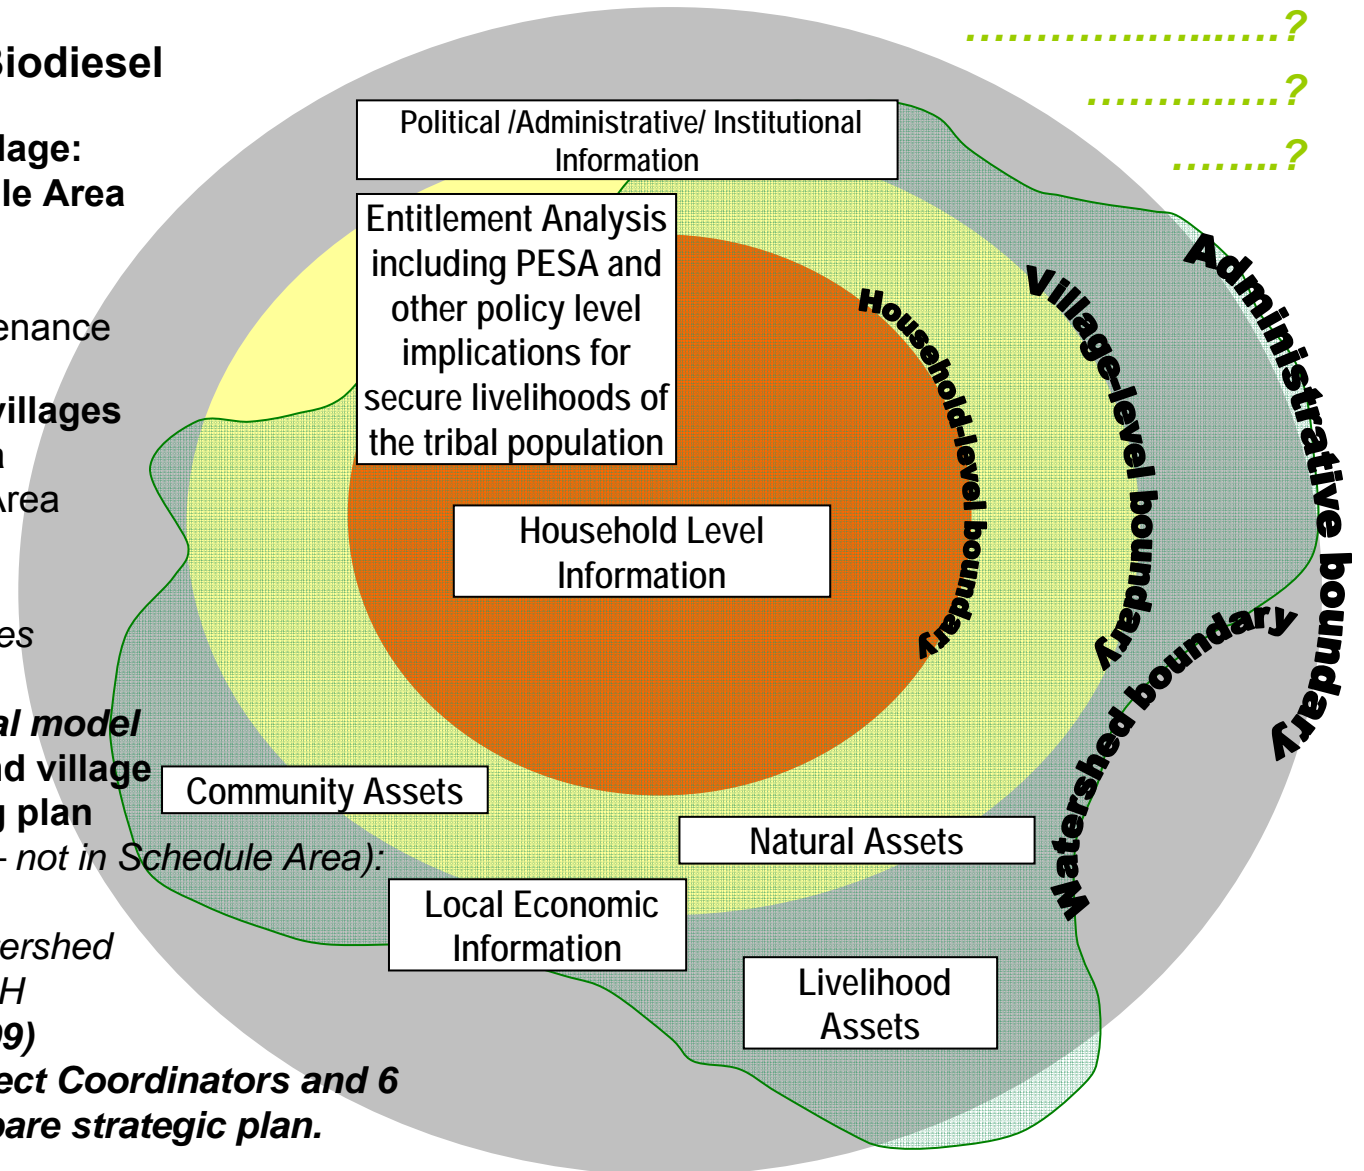 ………………......….?
…………....….?
……..?
Biodiesel
lage:
le Area
enance
villages
a
Area
es
al model
nd village
g plan
– not in Schedule Area):
ershed
H
99)
ect Coordinators and 6
pare strategic plan.
Political /Administrative/ Institutional
Information
Entitlement Analysis
including PESA and
other policy level
implications for
secure livelihoods of
the tribal population
Household Level
Information
Community Assets
Natural Assets
Local Economic
Information
Livelihood
Assets
Household-level boundary
Village-level boundary
Administrative boundary
Watershed boundary